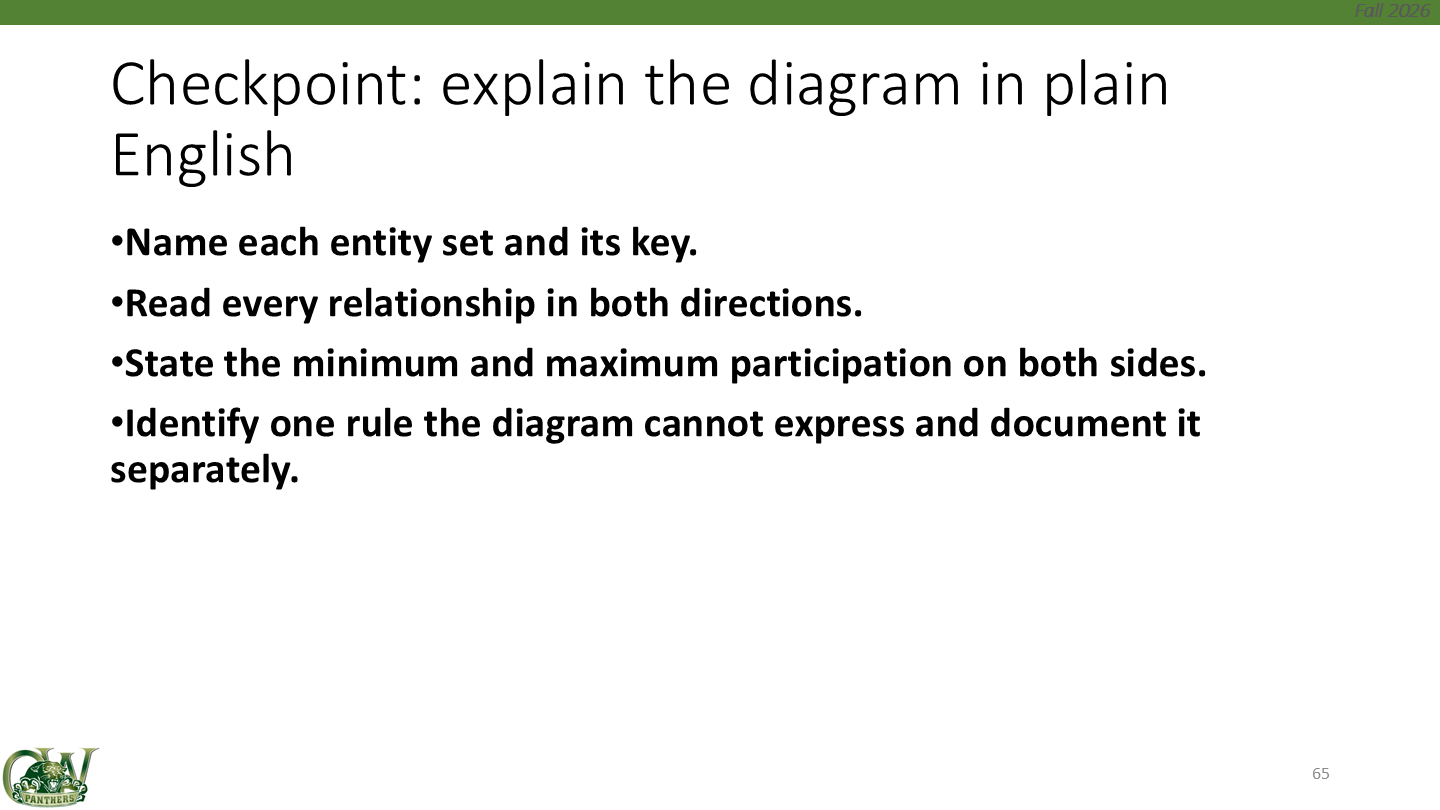 Fall 2026
Checkpoint: explain the diagram in plain
English
•Name each entity set and its key.
•Read every relationship in both directions.
•State the minimum and maximum participation on both sides.
•Identify one rule the diagram cannot express and document it
separately.
OW
PANTHERS
65